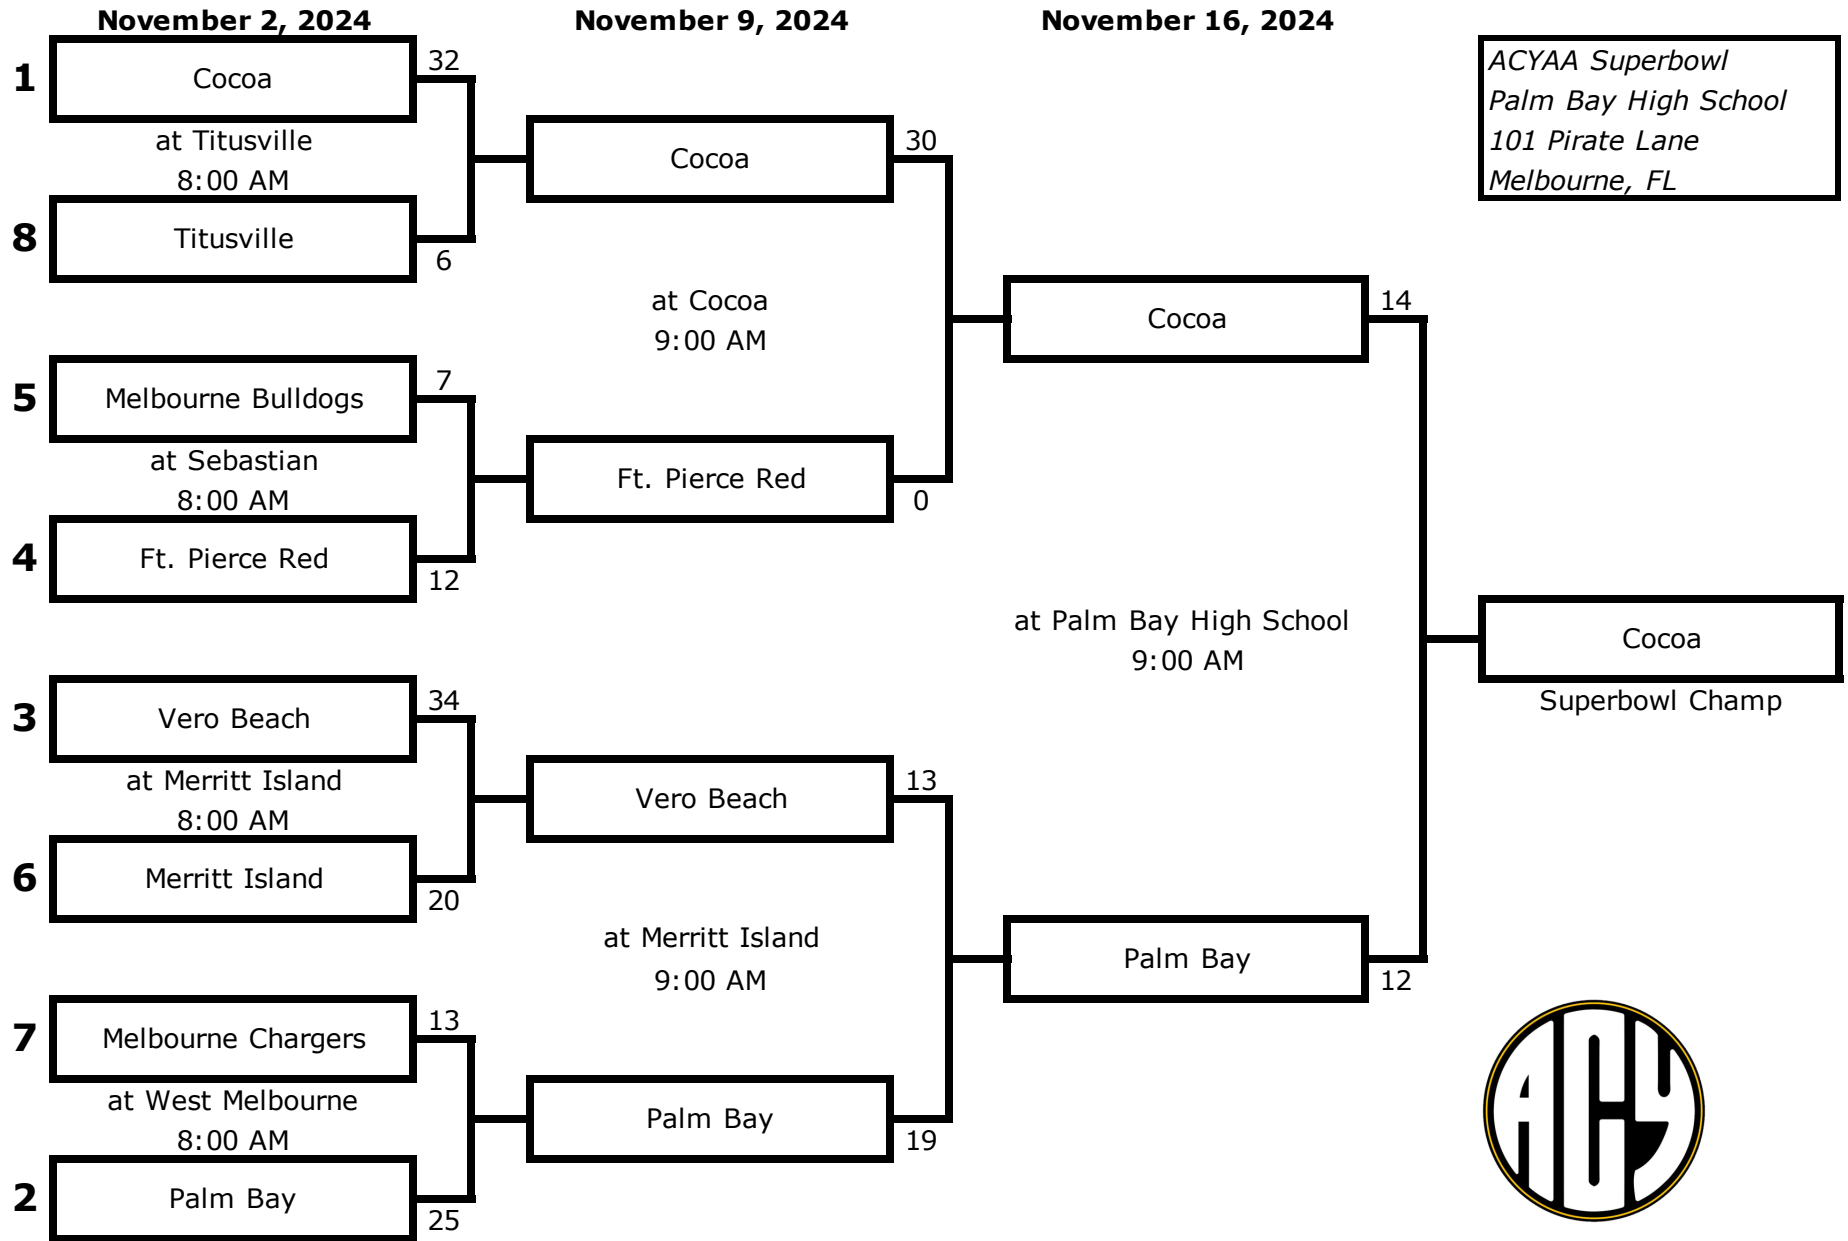 November 2, 2024
November 9, 2024
November 16, 2024
ACYAA Superbowl
Palm Bay High School
101 Pirate Lane
Melbourne, FL
1
Cocoa
32
at Titusville
8:00 AM
8
Titusville
6
5
Melbourne Bulldogs
7
at Sebastian
8:00 AM
4
Ft. Pierce Red
12
3
Vero Beach
34
at Merritt Island
8:00 AM
6
Merritt Island
20
7
Melbourne Chargers
13
at West Melbourne
8:00 AM
2
Palm Bay
25
Cocoa
30
at Cocoa
9:00 AM
Ft. Pierce Red
0
Vero Beach
13
at Merritt Island
9:00 AM
Palm Bay
19
Cocoa
14
at Palm Bay High School
9:00 AM
Palm Bay
12
Cocoa
Superbowl Champ
ACY